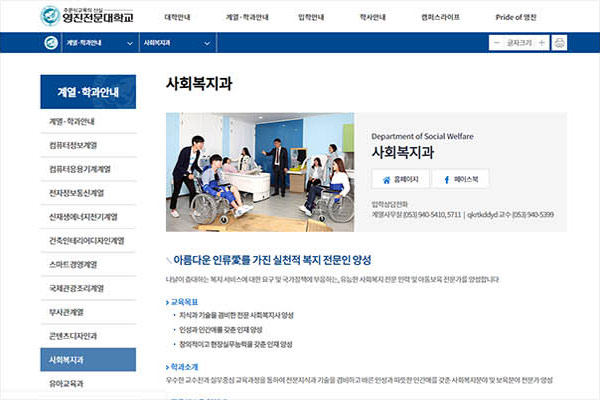 주문식교육의 산실
영진전문대학교
대학안내 계열·학과안내 입학안내 학사안내 캠퍼스라이프 Pride of 영진
계열·학과안내 사회복지과 글자크기
계열·학과안내
계열·학과안내
컴퓨터정보계열
컴퓨터응용기계계열
전자정보통신계열
신재생에너지전기계열
건축인테리어디자인계열
스마트경영계열
국제관광조리계열
부사관계열
콘텐츠디자인과
사회복지과
유아교육과
사회복지과
Department of Social Welfare
사회복지과
홈페이지 페이스북
입학상담전화
계열사무실 (053) 940-5410, 5711 | qkrtkddyd 교수 (053) 940-5399
아름다운 인류愛를 가진 실천적 복지 전문인 양성
나날이 증대하는 복지 서비스에 대한 요구 및 국가정책에 부응하는, 유능한 사회복지 전문 인력 및 아동보육 전문가를 양성합니다
교육목표
지식과 기술을 겸비한 전문 사회복지사 양성
인성과 인간애를 갖춘 인재 양성
창의적이고 현장실무능력을 갖춘 인재 양성
학과소개
우수한 교수진과 실무중심 교육과정을 통하여 전문지식과 기술을 겸비하고 바른 인성과 따뜻한 인간애를 갖춘 사회복지분야 및 보육분야 전문가 양성